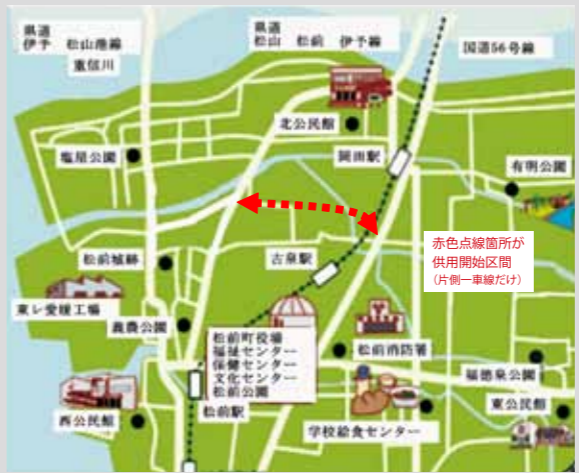 県道
伊予 松山港線
重信川
県道
松山 松前 伊予線
国道56号線
北公民館
塩屋公園
岡田駅
有明公園
赤色点線箇所が
供用開始区間
(片側一車線だけ)
松前城跡
古泉駅
東レ愛媛工場
義農公園
松前町役場
福祉センター
保健センター
文化センター
松前公園
松前消防署
福徳泉公園
松前駅
東公民館
西公民館
学校給食センター